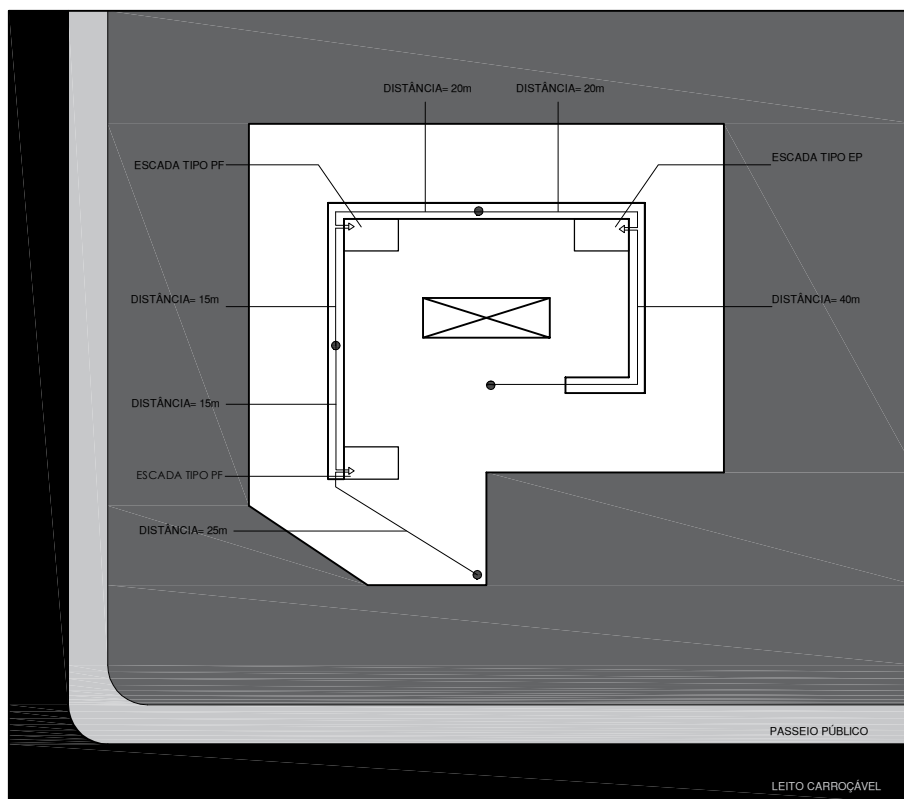 DISTÂNCIA= 20m
DISTÂNCIA= 20m
ESCADA TIPO PF
ESCADA TIPO EP
DISTÂNCIA= 15m
DISTÂNCIA= 40m
DISTÂNCIA= 15m
ESCADA TIPO PF
DISTÂNCIA= 25m
PASSEIO PÚBLICO
LEITO CARROÇÁVEL